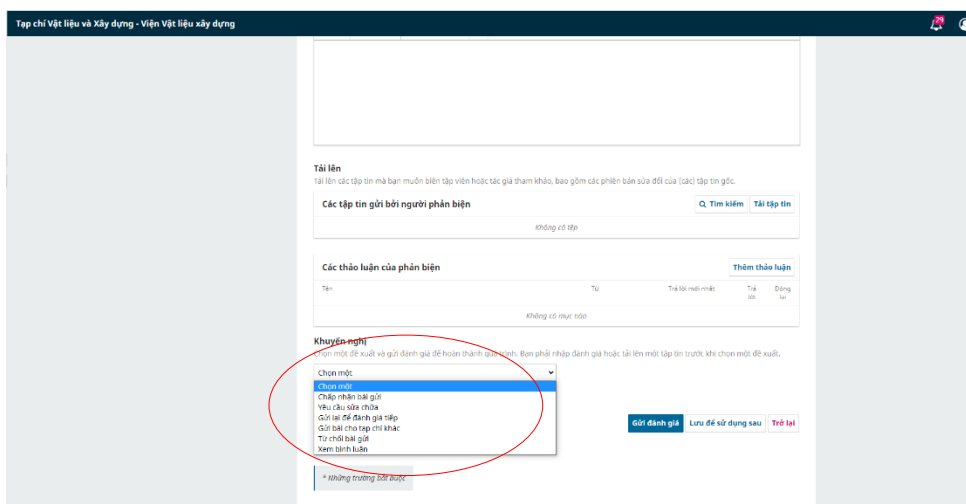 Tạp chí Vật liệu và Xây dựng - Viện Vật liệu xây dựng
29
Tải lên
Tải lên các tập tin mà bạn muốn biên tập viên hoặc tác giả tham khảo, bao gồm các phiên bản sửa đổi của (các) tập tin gốc.
Các tập tin gửi bởi người phản biện
Tìm kiếm
Tải tập tin
Không có tệp
Các thảo luận của phản biện
Thêm thảo luận
Tên
Từ
Trả lời mới nhất
Trả lời
Đóng lại
Không có mục nào
Khuyến nghị
Chọn một đề xuất và gửi đánh giá để hoàn thành quá trình. Bạn phải nhập đánh giá hoặc tải lên một tập tin trước khi chọn một đề xuất.
Chọn một
Chọn một
Chấp nhận bài gửi
Yêu cầu sửa chữa
Gửi lại để đánh giá tiếp
Gửi bài cho tạp chí khác
Từ chối bài gửi
Xem bình luận
Gửi đánh giá
Lưu để sử dụng sau
Trở lại
* Những trường bắt buộc